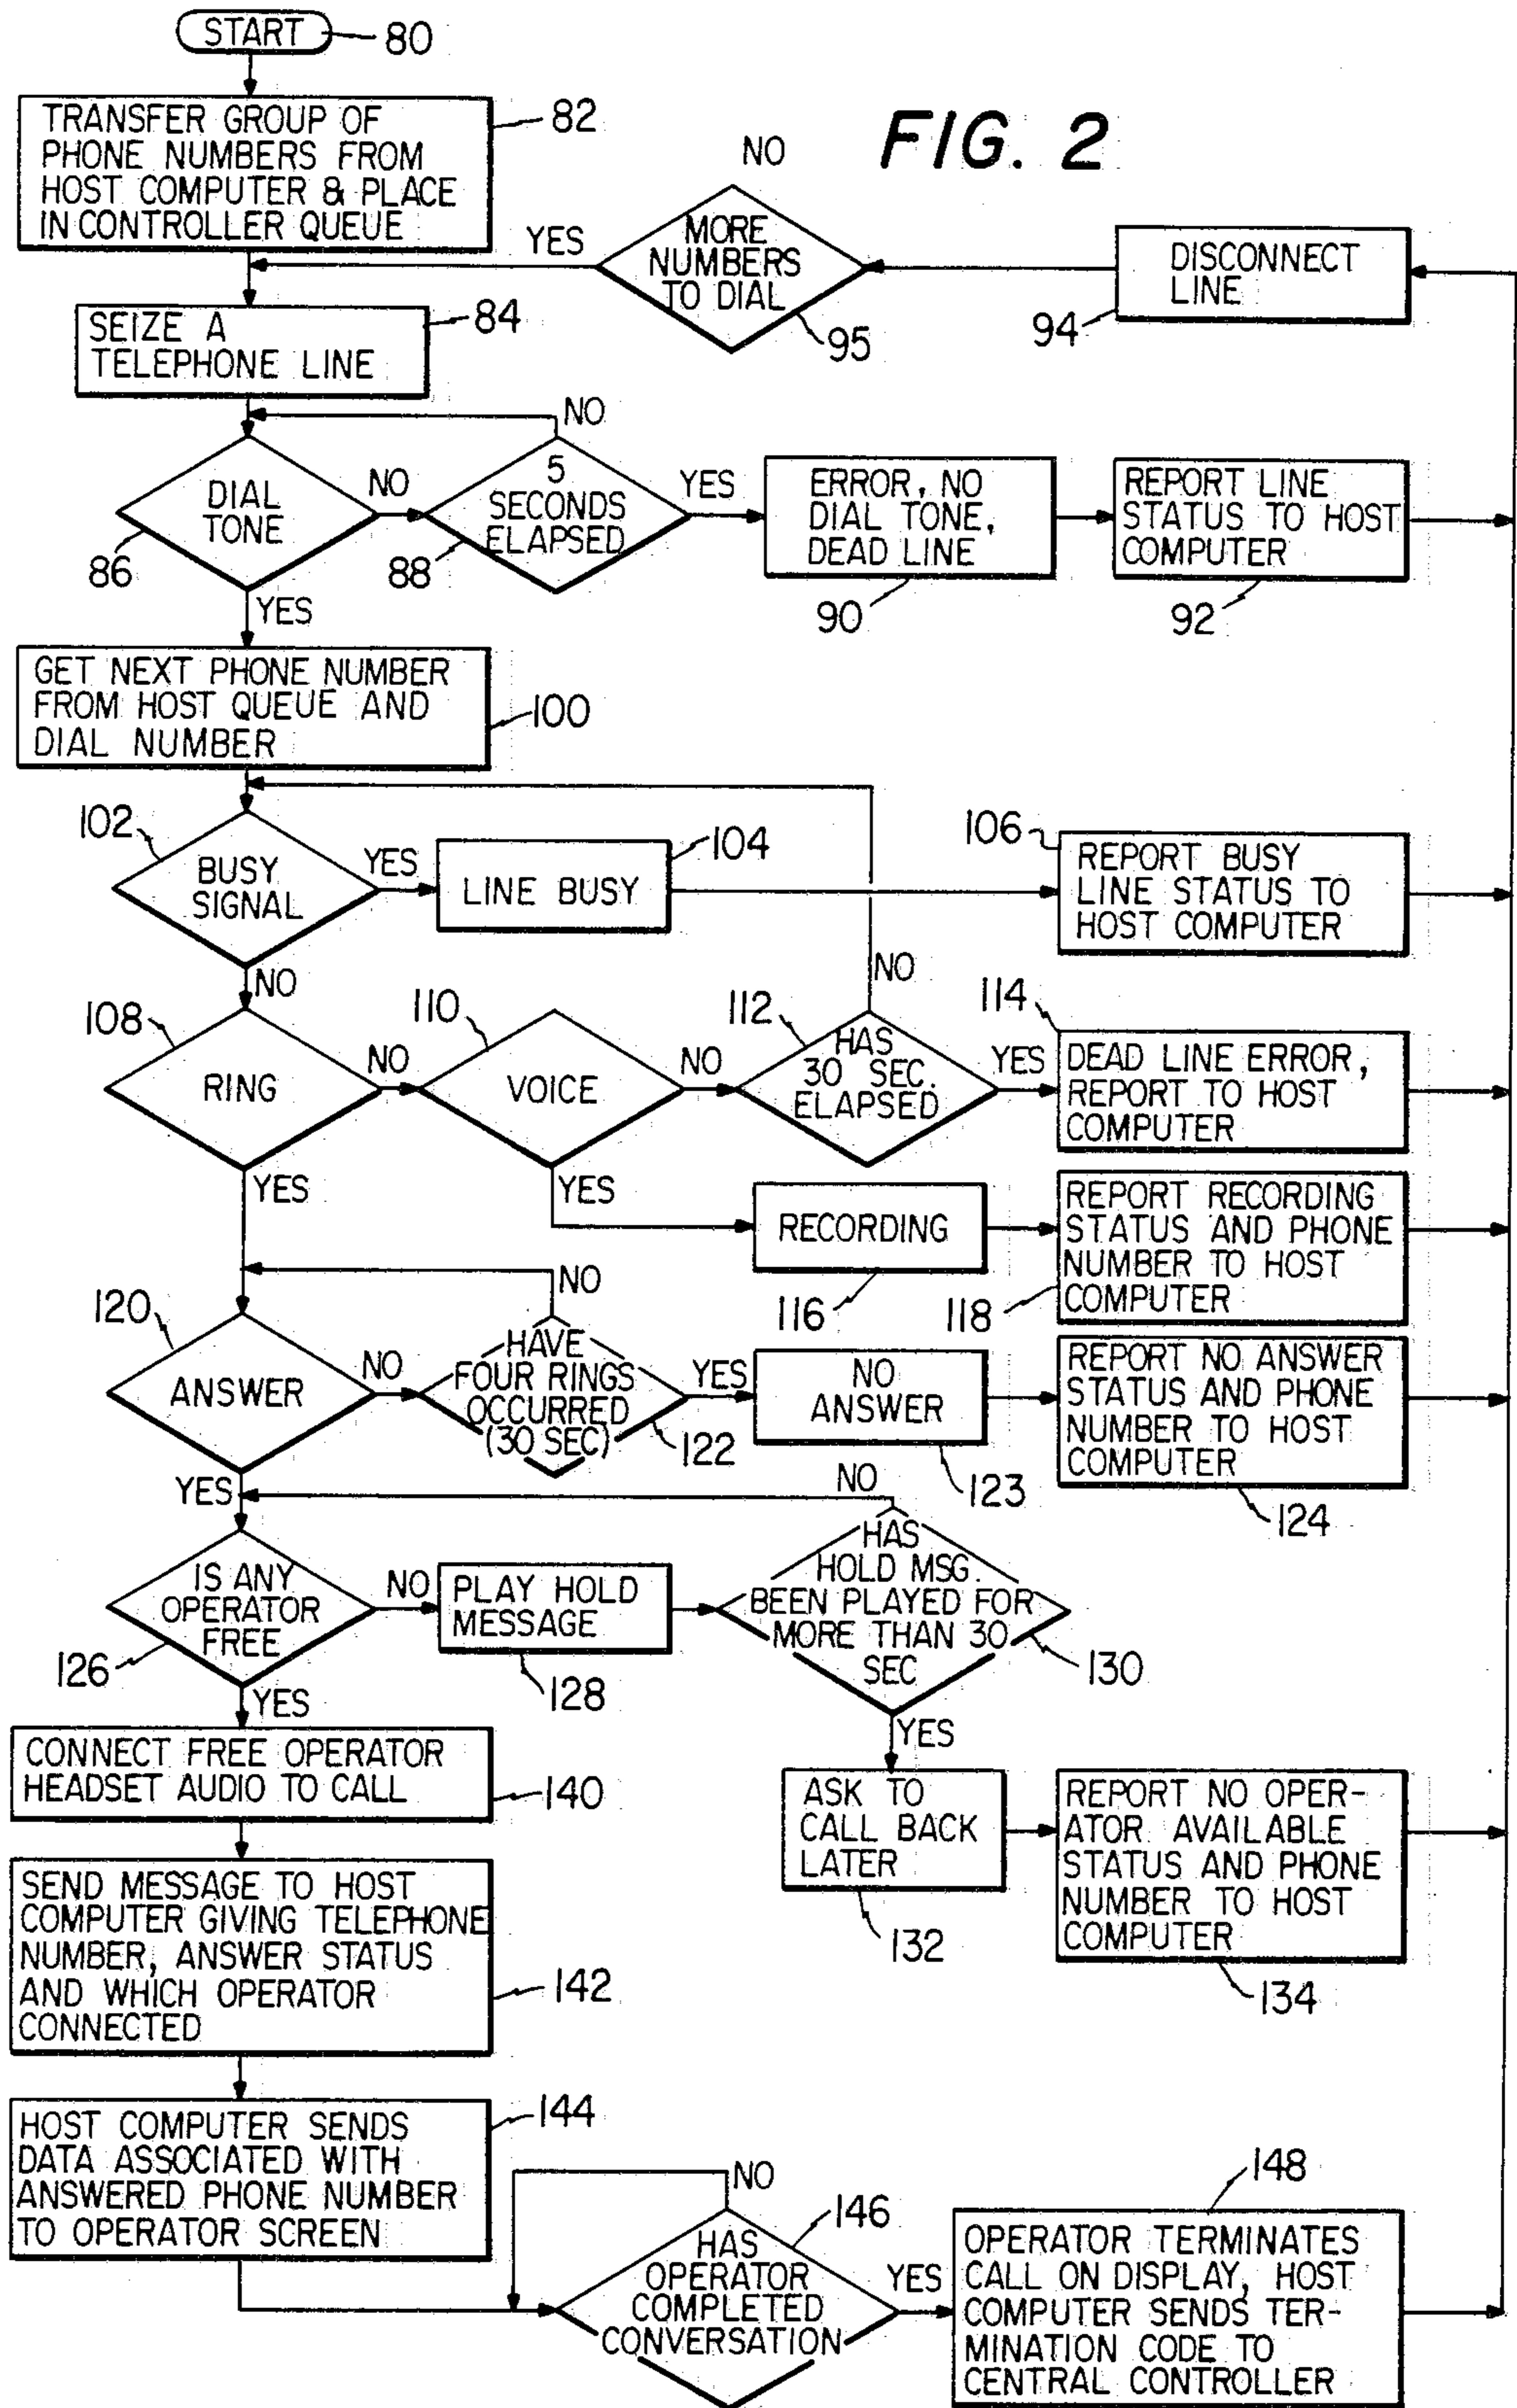 START
80
TRANSFER GROUP OF
PHONE NUMBERS FROM
HOST COMPUTER & PLACE
IN CONTROLLER QUEUE
82
FIG. 2
NO
YES
MORE
NUMBERS
TO DIAL
95
DISCONNECT
LINE
94
SEIZE A
TELEPHONE LINE
84
NO
DIAL
TONE
86
NO
5
SECONDS
ELAPSED
88
YES
ERROR, NO
DIAL TONE,
DEAD LINE
90
REPORT LINE
STATUS TO HOST
COMPUTER
92
YES
GET NEXT PHONE NUMBER
FROM HOST QUEUE AND
DIAL NUMBER
100
102
BUSY
SIGNAL
YES
LINE BUSY
104
106
REPORT BUSY
LINE STATUS TO
HOST COMPUTER
NO
NO
108
RING
NO
110
VOICE
NO
112
HAS
30 SEC.
ELAPSED
YES
114
DEAD LINE ERROR,
REPORT TO HOST
COMPUTER
YES
YES
RECORDING
116
REPORT RECORDING
STATUS AND PHONE
NUMBER TO HOST
COMPUTER
118
NO
120
ANSWER
NO
HAVE
FOUR RINGS
OCCURRED
(30 SEC)
122
YES
NO
ANSWER
123
REPORT NO ANSWER
STATUS AND PHONE
NUMBER TO HOST
COMPUTER
124
YES
NO
IS ANY
OPERATOR
FREE
126
NO
PLAY HOLD
MESSAGE
128
HAS
HOLD MSG.
BEEN PLAYED FOR
MORE THAN 30
SEC
130
YES
YES
CONNECT FREE OPERATOR
HEADSET AUDIO TO CALL
140
ASK TO
CALL BACK
LATER
132
REPORT NO OPER-
ATOR AVAILABLE
STATUS AND PHONE
NUMBER TO HOST
COMPUTER
134
SEND MESSAGE TO HOST
COMPUTER GIVING TELEPHONE
NUMBER, ANSWER STATUS
AND WHICH OPERATOR
CONNECTED
142
HOST COMPUTER SENDS
DATA ASSOCIATED WITH
ANSWERED PHONE NUMBER
TO OPERATOR SCREEN
144
NO
HAS
OPERATOR
COMPLETED
CONVERSATION
146
YES
148
OPERATOR TERMINATES
CALL ON DISPLAY, HOST
COMPUTER SENDS TER-
MINATION CODE TO
CENTRAL CONTROLLER